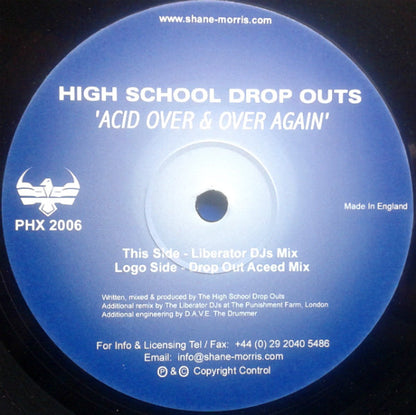 www.shane-morris.com
HIGH SCHOOL DROP OUTS
'ACID OVER & OVER AGAIN'
PHX 2006
Made In England
This Side - Liberator DJs Mix
Logo Side - Drop Out Aceed Mix
Written, mixed & produced by The High School Drop Outs
Additional remix by The Liberator DJs at The Punishment Farm, London
Additional engineering by D.A.V.E. The Drummer
For Info & Licensing Tel / Fax: +44 (0) 29 2040 5486
Email: info@shane-morris.com
Ⓟ & © Copyright Control